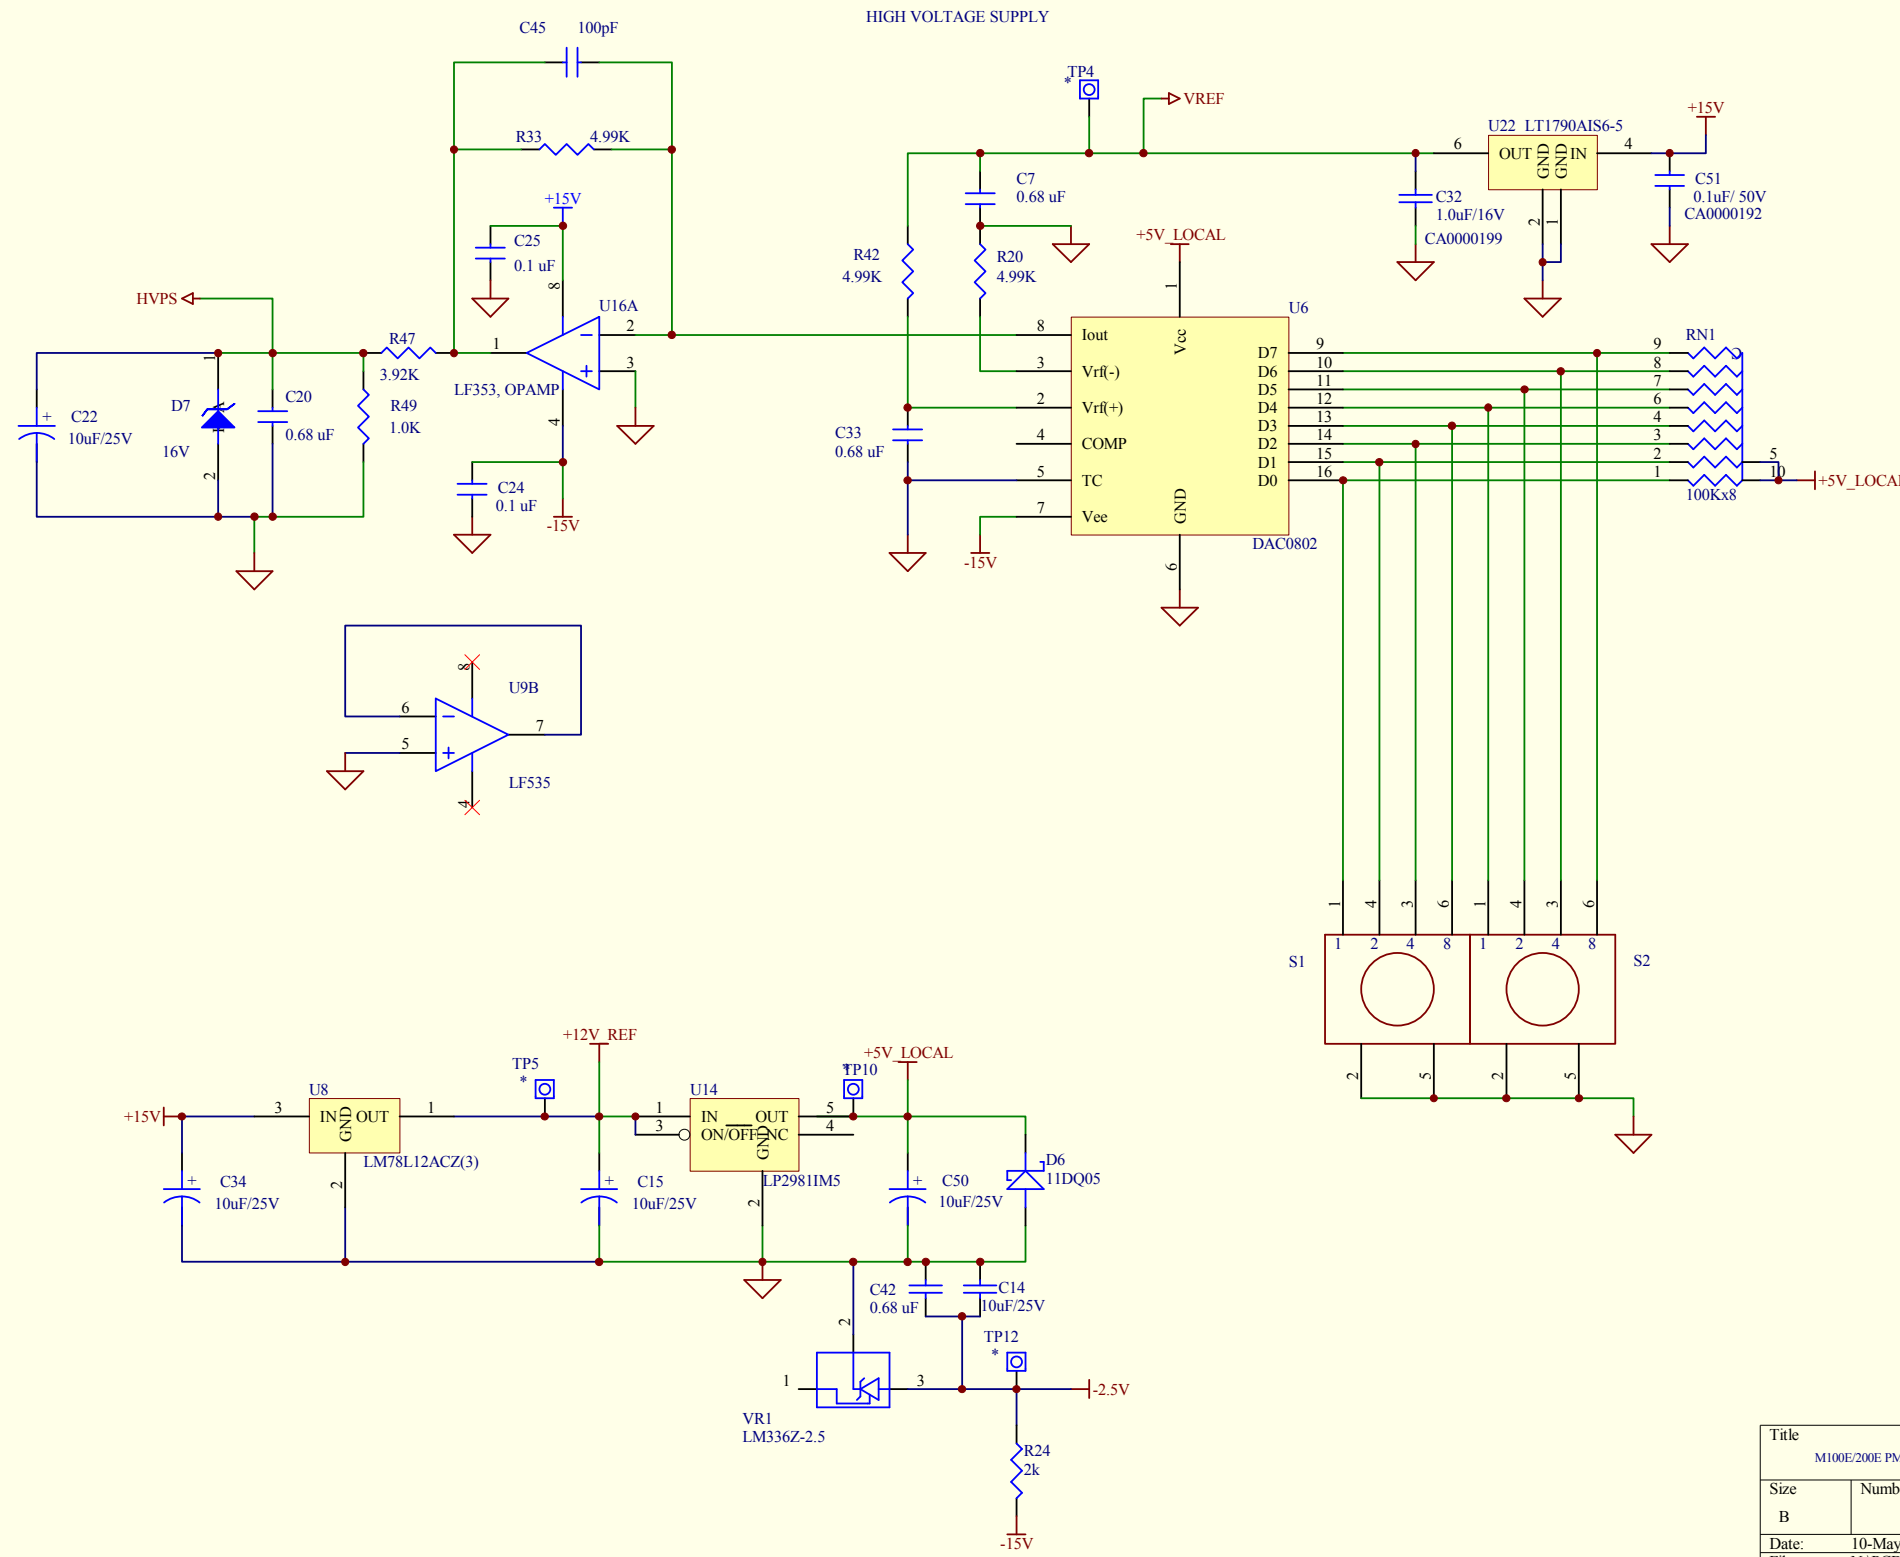 HIGH VOLTAGE SUPPLY
C45 100pF
R33 4.99K
+15V
C25
0.1 uF
8
U16A
2
3
1
4
LF353, OPAMP
HVPS
R47
3.92K
R49
1.0K
C20
0.68 uF
D7
16V
1
2
C22
10uF/25V
C24
0.1 uF
-15V
TP4
*
VREF
C7
0.68 uF
R42
4.99K
R20
4.99K
C33
0.68 uF
-15V
+5V_LOCAL
1
U6
8 Iout
3 Vrf(-)
2 Vrf(+)
4 COMP
5 TC
7 Vee
Vcc
GND
6
D7 9
D6 10
D5 11
D4 12
D3 13
D2 14
D1 15
D0 16
DAC0802
U22 LT1790AIS6-5
6 OUT GND GND IN 4
2 1
+15V
C32
1.0uF/16V
CA0000199
C51
0.1uF/ 50V
CA0000192
RN1
9
8
7
6
4
3
2
1
5
10
100Kx8
+5V_LOCAL
U9B
8
6
5
7
4
LF535
S1
1 4 3 6 1 4 3 6
1 2 4 8 1 2 4 8
S2
2 5 2 5
+12V_REF
TP5
*
+15V
U8
3 IN GND OUT 1
2
LM78L12ACZ(3)
C34
10uF/25V
C15
10uF/25V
U14
1 IN OUT 5
3 ON/OFF GND NC 4
2
LP2981IM5
TP10
*
+5V_LOCAL
C50
10uF/25V
D6
11DQ05
C42
0.68 uF
C14
10uF/25V
TP12
*
2
1
3
-2.5V
VR1
LM336Z-2.5
R24
2k
-15V
Title
M100E/200E PM
Size
B
Numb
Date: 10-May